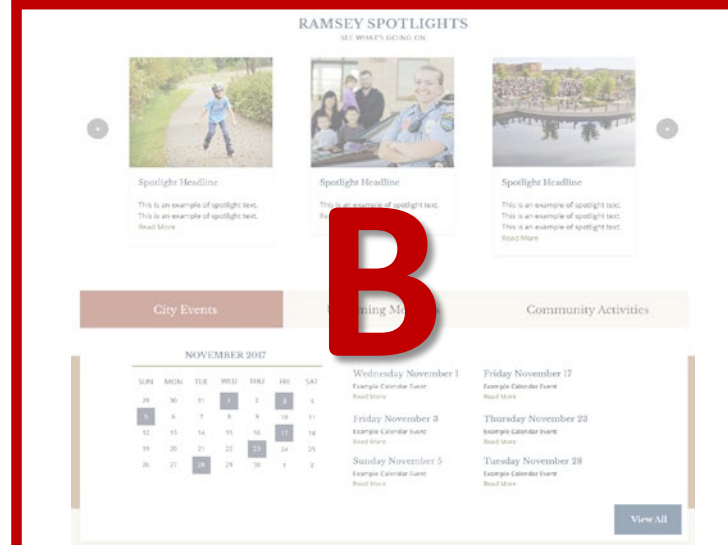 RAMSEY SPOTLIGHTS
SEE WHAT'S GOING ON
Spotlight Headline
This is an example of spotlight text.
This is an example of spotlight text.
Read More
Spotlight Headline
This is an example of spotlight text.
Spotlight Headline
This is an example of spotlight text.
This is an example of spotlight text.
This is an example of spotlight text.
Read More
B
City Events
Community Activities
NOVEMBER 2017
SUN MON TUE WED THU FRI SAT
29 30 31 1 2 3 4
5 6 7 8 9 10 11
12 13 14 15 16 17 18
19 20 21 22 23 24 25
26 27 28 29 30 1 2
Wednesday November 1
Example Calendar Event
Read More
Friday November 3
Example Calendar Event
Read More
Sunday November 5
Example Calendar Event
Read More
Friday November 17
Example Calendar Event
Read More
Thursday November 23
Example Calendar Event
Read More
Tuesday November 28
Example Calendar Event
Read More
View All